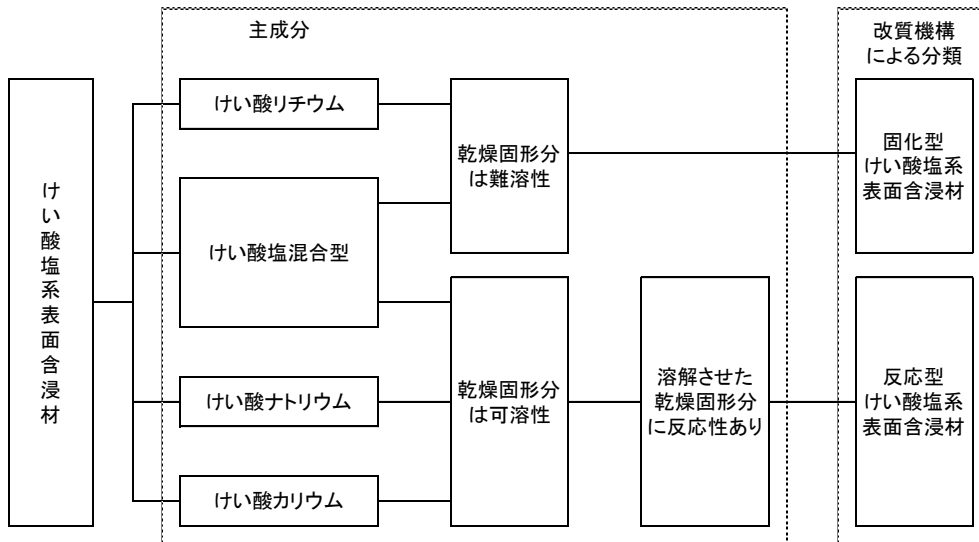 主成分
改質機構
による分類
けい酸塩系表面含浸材
けい酸リチウム
けい酸塩混合型
けい酸ナトリウム
けい酸カリウム
乾燥固形分
は難溶性
乾燥固形分
は可溶性
溶解させた
乾燥固形分
に反応性あり
固化型
けい酸塩系
表面含浸材
反応型
けい酸塩系
表面含浸材